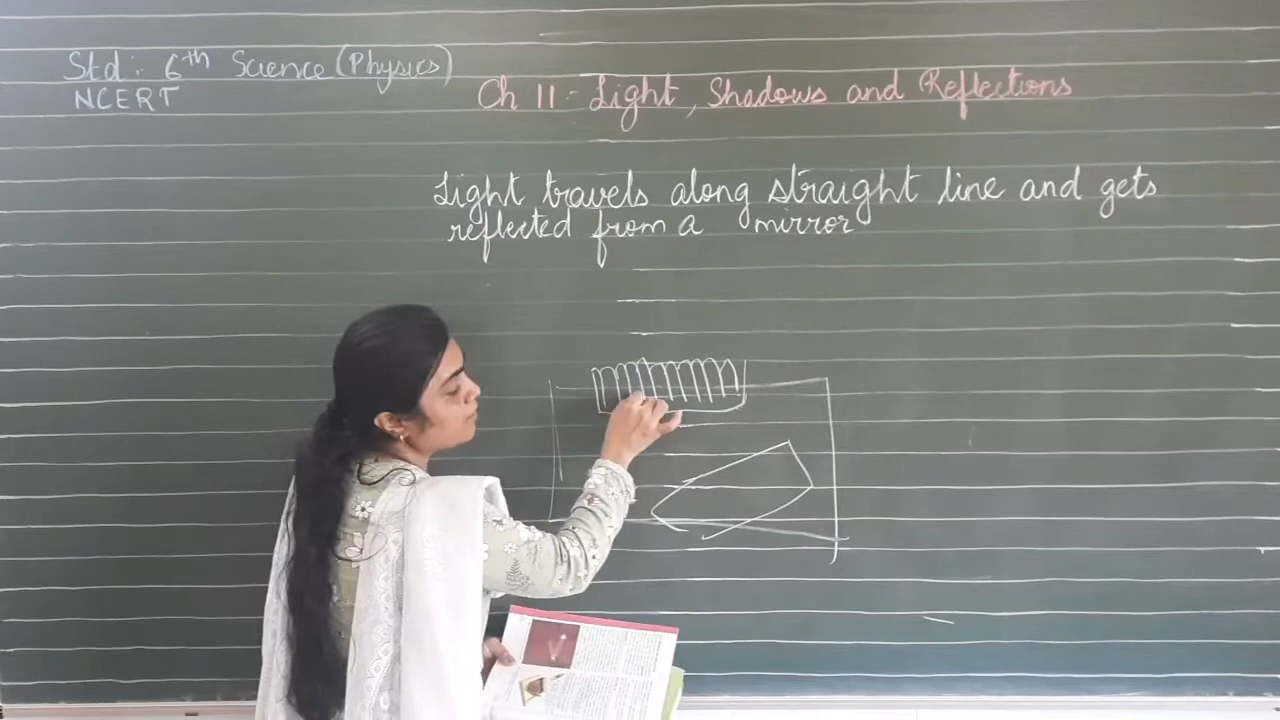 Std :- 6th Science (Physics)
NCERT
Ch 11 :- Light, Shadows and Reflections
Light travels along straight line and gets
reflected from a mirror